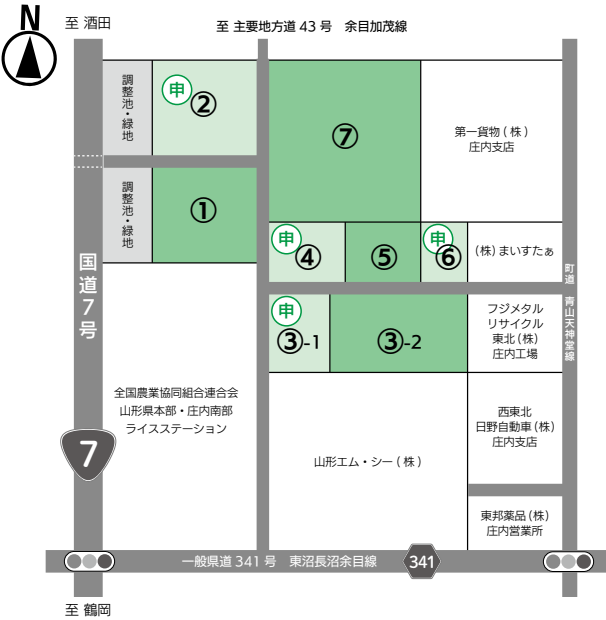 N
至 酒田
至 主要地方道 43 号　余目加茂線
調整池・緑地
申
②
⑦
第一貨物 ( 株 )
庄内支店
調整池・緑地
①
申
④
⑤
申
⑥
(株) まいすたぁ
国道7号
町道 青山天神堂線
申
③-1
③-2
フジメタル
リサイクル
東北 (株)
庄内工場
全国農業協同組合連合会
山形県本部・庄内南部
ライスステーション
西東北
日野自動車 (株)
庄内支店
7
山形エム・シー ( 株 )
東邦薬品 (株)
庄内営業所
一般県道 341 号　東沼長沼余目線
341
至 鶴岡